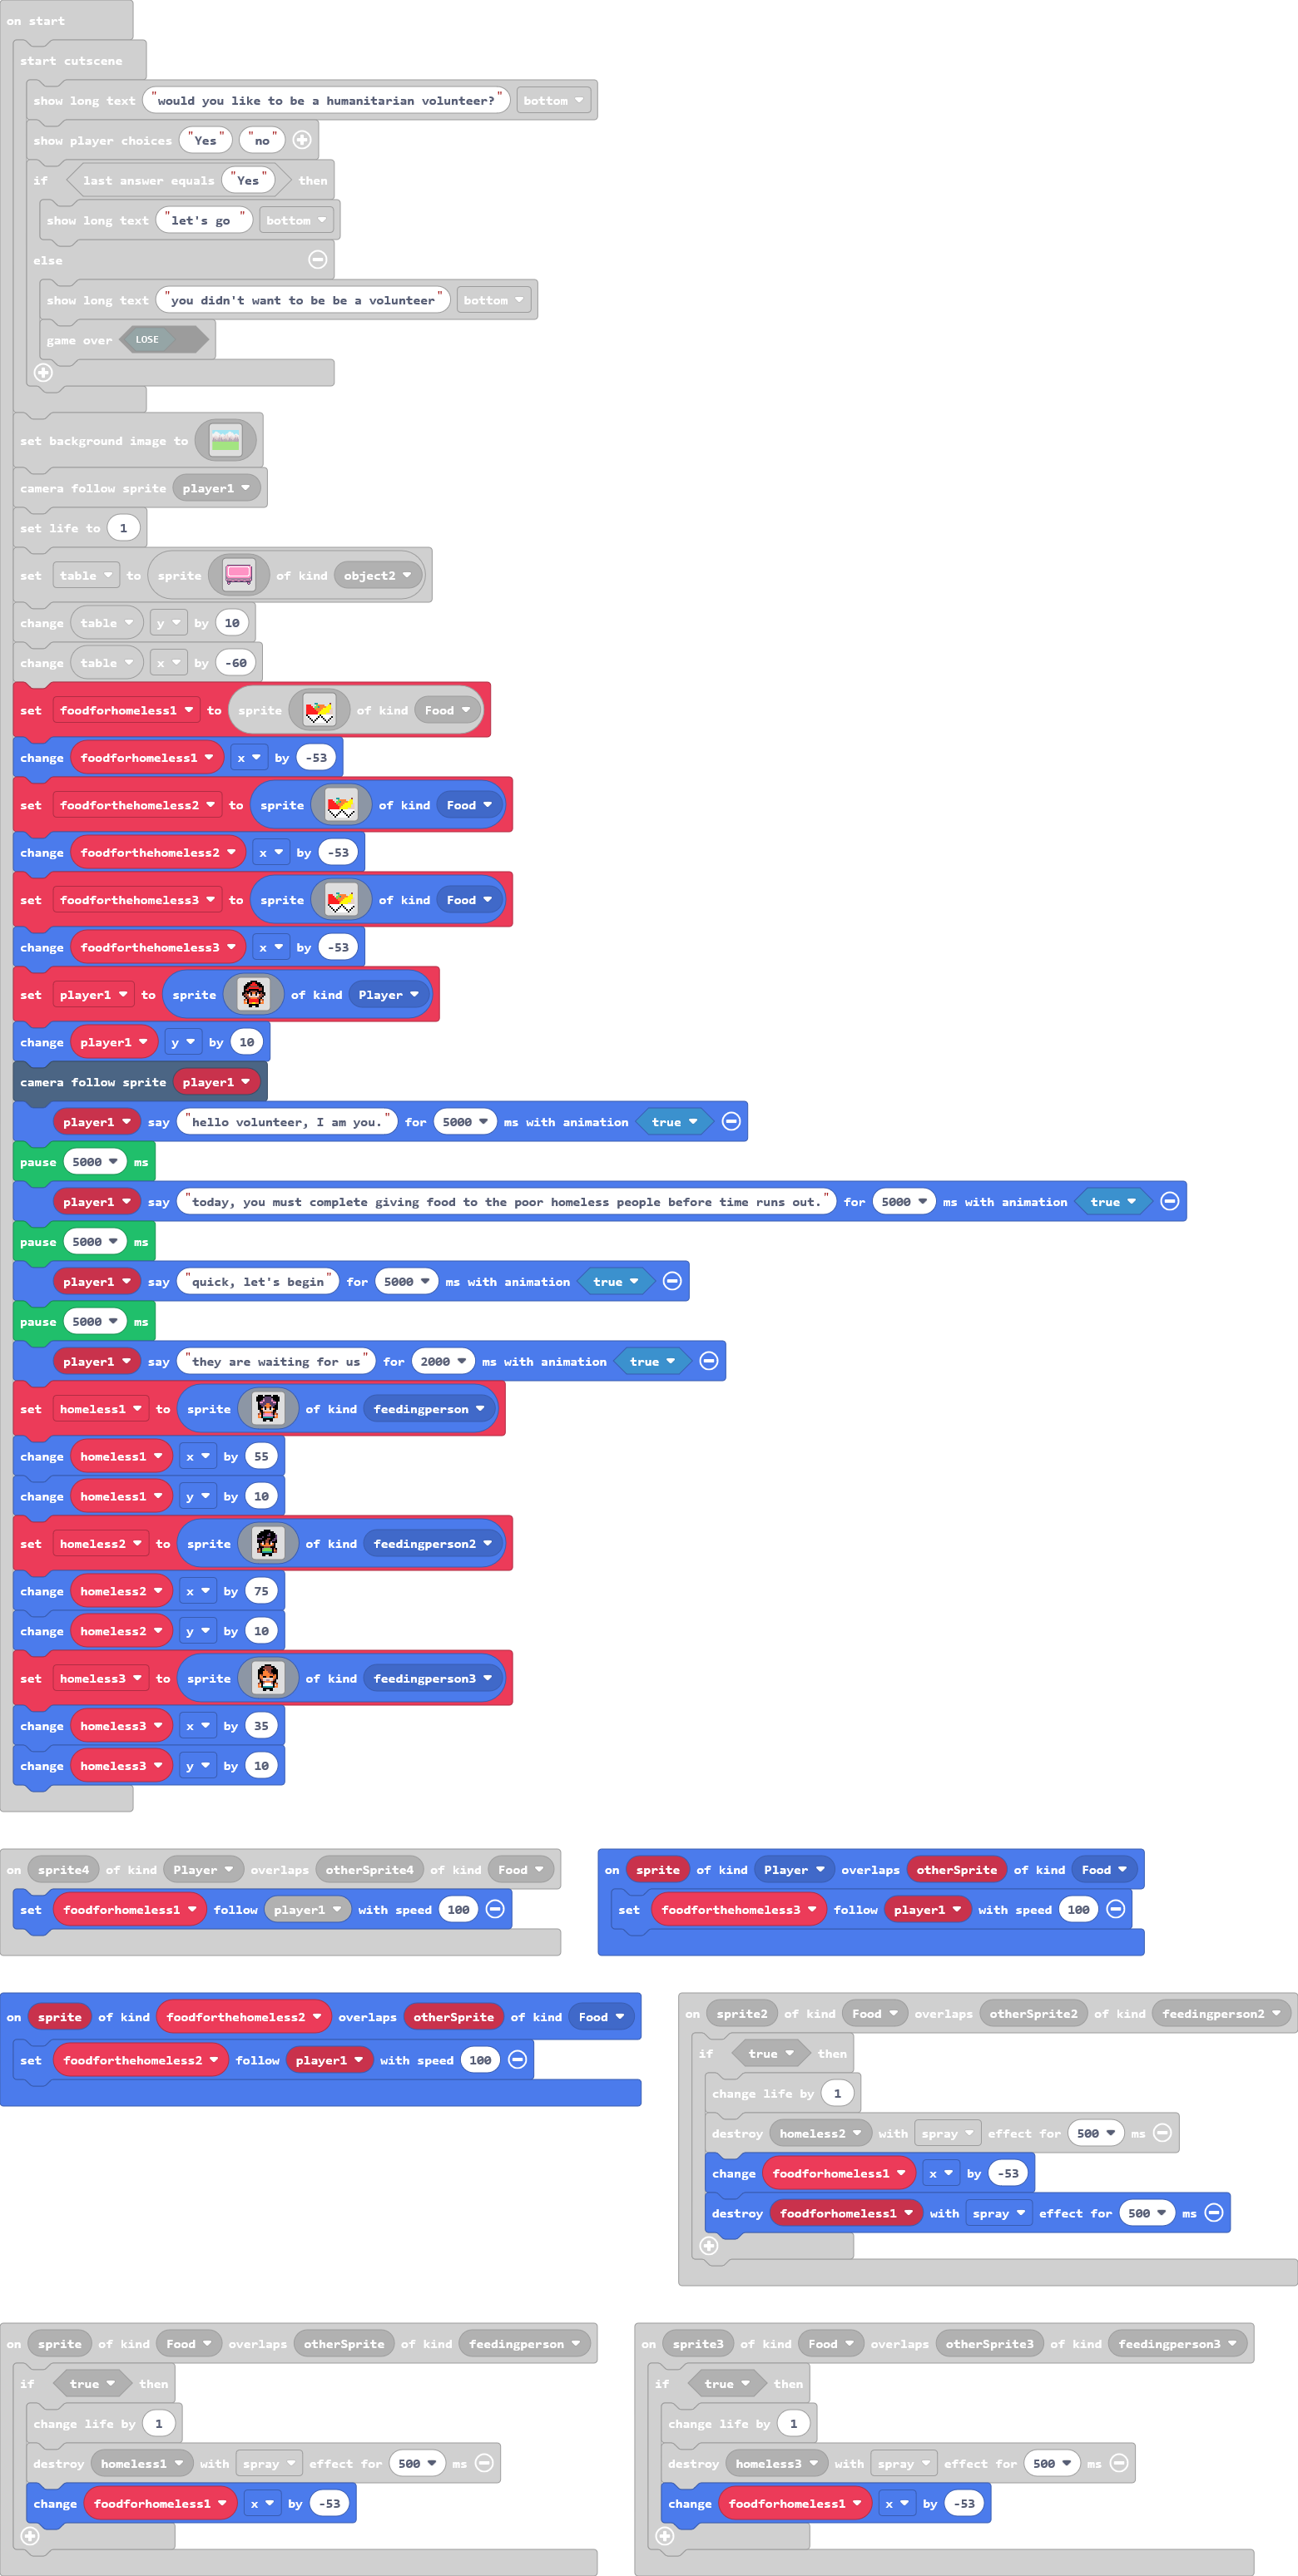 on start
start cutscene
show long text "would you like to be a humanitarian volunteer?" bottom
show player choices "Yes" "no"
if last answer equals "Yes" then
show long text "let's go " bottom
else
show long text "you didn't want to be be a volunteer" bottom
game over LOSE
set background image to
camera follow sprite player1
set life to 1
set table to sprite of kind object2
change table y by 10
change table x by -60
set foodforhomeless1 to sprite of kind Food
change foodforhomeless1 x by -53
set foodforthehomeless2 to sprite of kind Food
change foodforthehomeless2 x by -53
set foodforthehomeless3 to sprite of kind Food
change foodforthehomeless3 x by -53
set player1 to sprite of kind Player
change player1 y by 10
camera follow sprite player1
player1 say "hello volunteer, I am you." for 5000 ms with animation true
pause 5000 ms
player1 say "today, you must complete giving food to the poor homeless people before time runs out." for 5000 ms with animation true
pause 5000 ms
player1 say "quick, let's begin" for 5000 ms with animation true
pause 5000 ms
player1 say "they are waiting for us" for 2000 ms with animation true
set homeless1 to sprite of kind feedingperson
change homeless1 x by 55
change homeless1 y by 10
set homeless2 to sprite of kind feedingperson2
change homeless2 x by 75
change homeless2 y by 10
set homeless3 to sprite of kind feedingperson3
change homeless3 x by 35
change homeless3 y by 10
on sprite4 of kind Player overlaps otherSprite4 of kind Food
set foodforhomeless1 follow player1 with speed 100
on sprite of kind Player overlaps otherSprite of kind Food
set foodforthehomeless3 follow player1 with speed 100
on sprite of kind foodforthehomeless2 overlaps otherSprite of kind Food
set foodforthehomeless2 follow player1 with speed 100
on sprite2 of kind Food overlaps otherSprite2 of kind feedingperson2
if true then
change life by 1
destroy homeless2 with spray effect for 500 ms
change foodforhomeless1 x by -53
destroy foodforhomeless1 with spray effect for 500 ms
on sprite of kind Food overlaps otherSprite of kind feedingperson
if true then
change life by 1
destroy homeless1 with spray effect for 500 ms
change foodforhomeless1 x by -53
on sprite3 of kind Food overlaps otherSprite3 of kind feedingperson3
if true then
change life by 1
destroy homeless3 with spray effect for 500 ms
change foodforhomeless1 x by -53